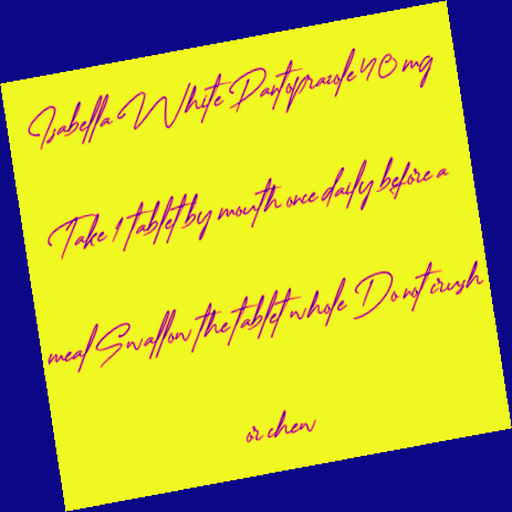 Isabella White Pantoprazole 40 mg
Take 1 tablet by mouth once daily before a
meal Swallow the tablet whole Do not crush
or chew